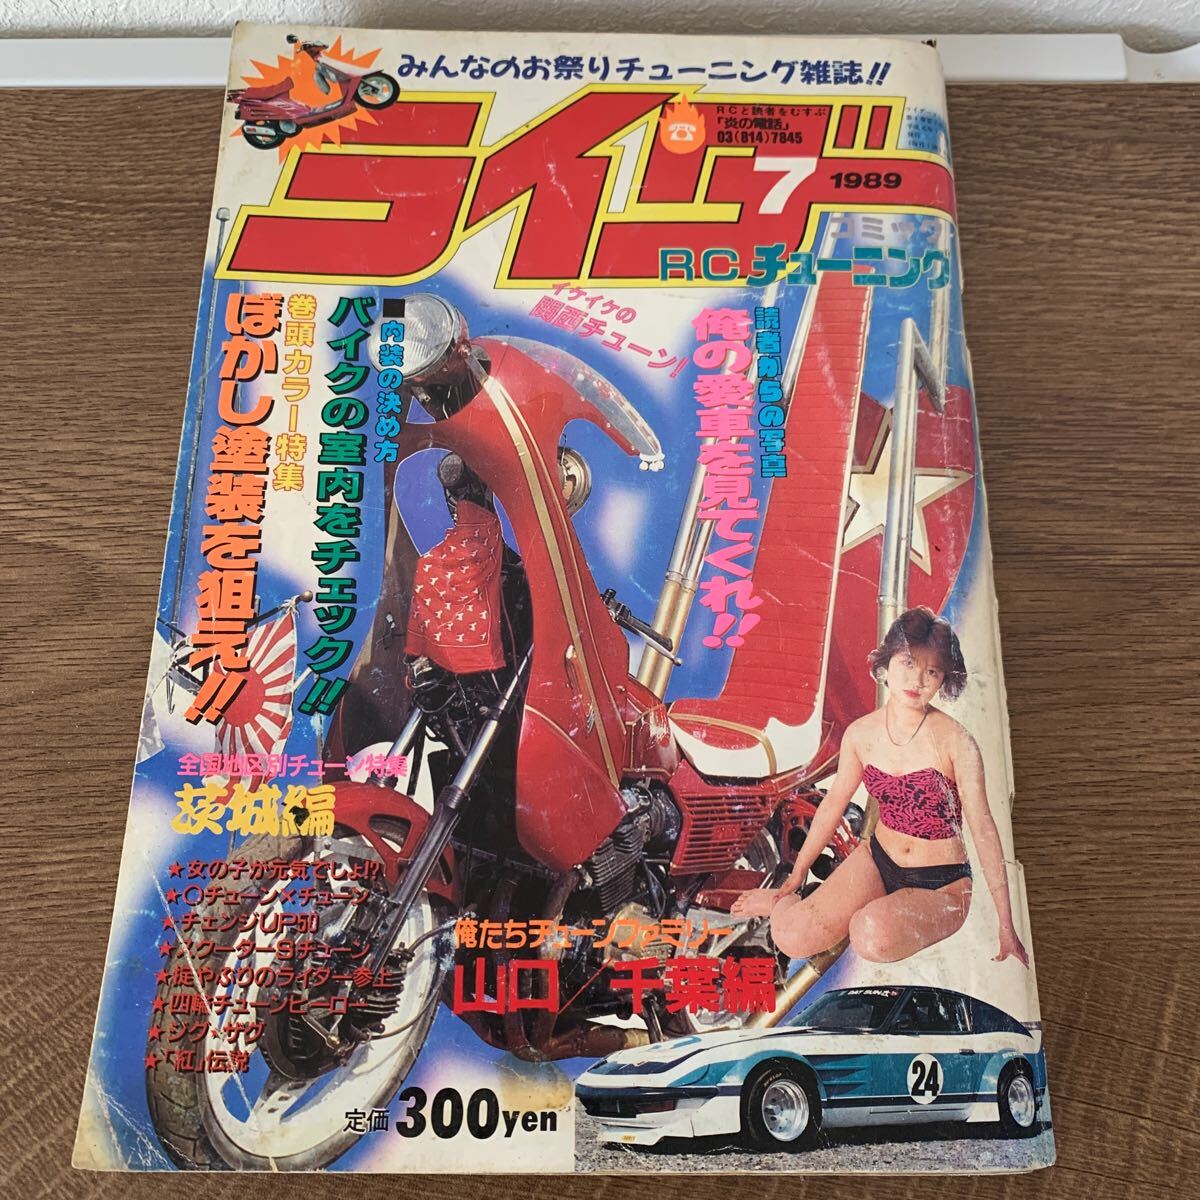 みんなのお祭りチューニング雑誌!!
ライダー
RCと読者をむすぶ
「炎の電話」
03(814)7845
7
1989
コミック
R.C.チューニング
イケイケの
関西チューン!
読者からの写真
俺の愛車を見てくれ!!
■内装の決め方
バイクの室内をチェック!!
巻頭カラー特集
ぼかし塗装を狙え!!
全国地区別チューン特集
茨城編
★女の子が元気でしょ!?
★〇チューン×チューン
★チェンジUP50
★スクーターSチューン
★掟やぶりのライダー参上
★四輪チューンヒーロー
★ジグ・ザグ
★「紅」伝説
俺たちチューンファミリー
山口/千葉編
DATSUN
24
定価300yen